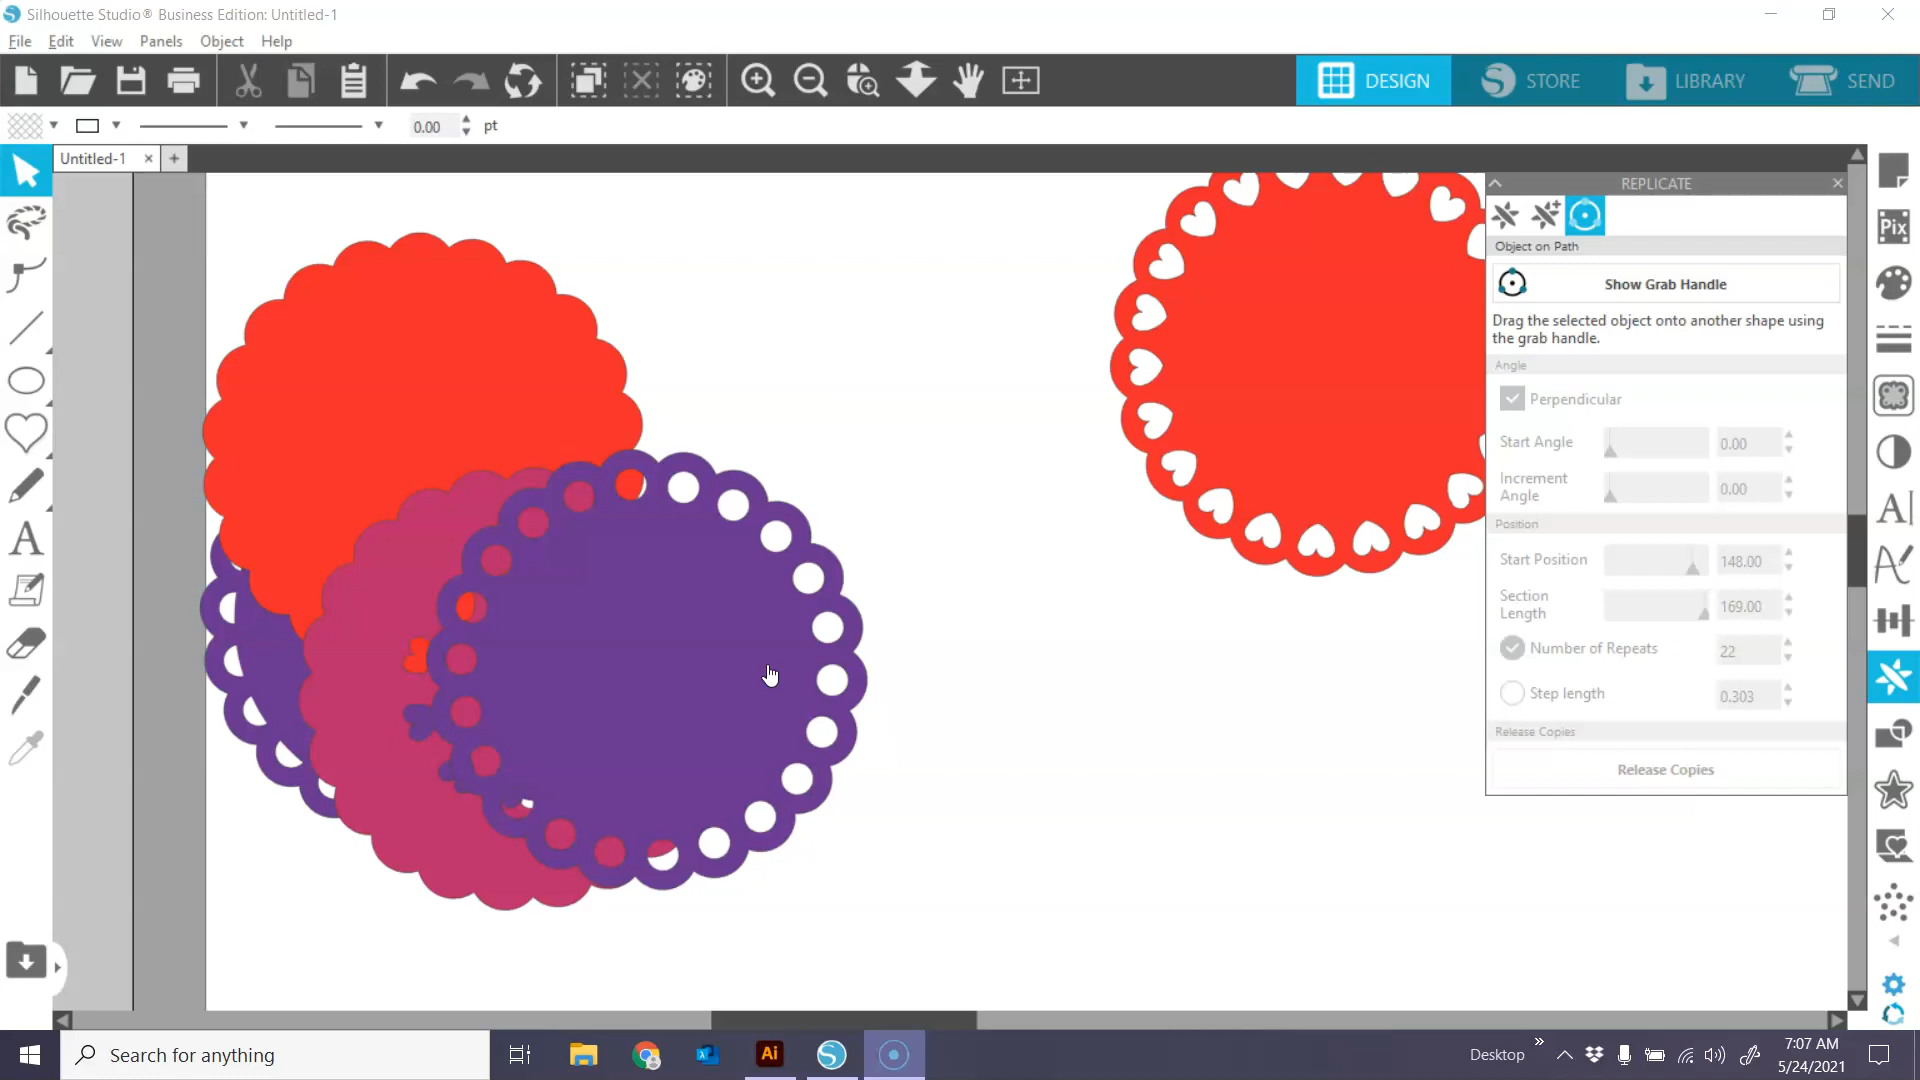 Silhouette Studio® Business Edition: Untitled-1
File Edit View Panels Object Help
DESIGN STORE LIBRARY SEND
0.00 pt
Untitled-1 × +
REPLICATE
Object on Path
Show Grab Handle
Drag the selected object onto another shape using
the grab handle.
Angle
Perpendicular
Start Angle 0.00
Increment
Angle 0.00
Position
Start Position 148.00
Section
Length 169.00
Number of Repeats 22
Step length 0.303
Release Copies
Release Copies
Pix
A
A
Search for anything
Ai
Desktop
7:07 AM
5/24/2021